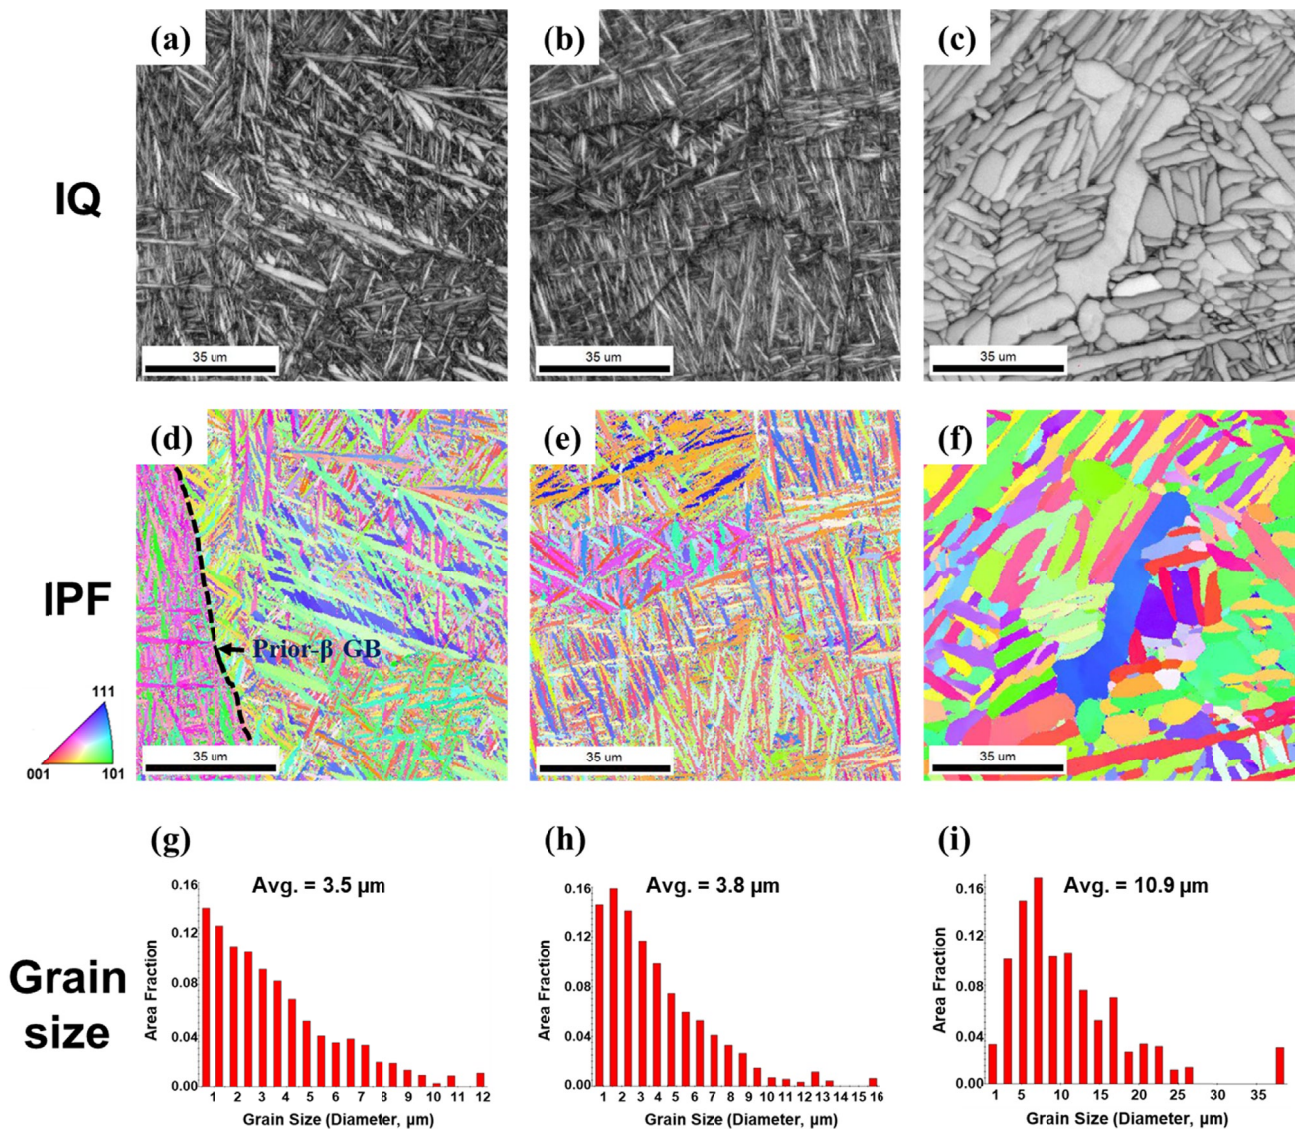 (a)
(b)
(c)
IQ
35 um
35 um
35 um
(d)
(e)
(f)
IPF
Prior-β GB
111
001
101
35 um
35 um
35 um
(g)
(h)
(i)
Grain
size
Avg. = 3.5 µm
0.16
0.12
0.08
0.04
0.00
Area Fraction
1 2 3 4 5 6 7 8 9 10 11 12
Grain Size (Diameter, µm)
Avg. = 3.8 µm
0.16
0.12
0.08
0.04
0.00
Area Fraction
1 2 3 4 5 6 7 8 9 10 11 12 13 14 15 16
Grain Size (Diameter, µm)
Avg. = 10.9 µm
0.16
0.12
0.08
0.04
0.00
Area Fraction
1 5 10 15 20 25 30 35
Grain Size (Diameter, µm)